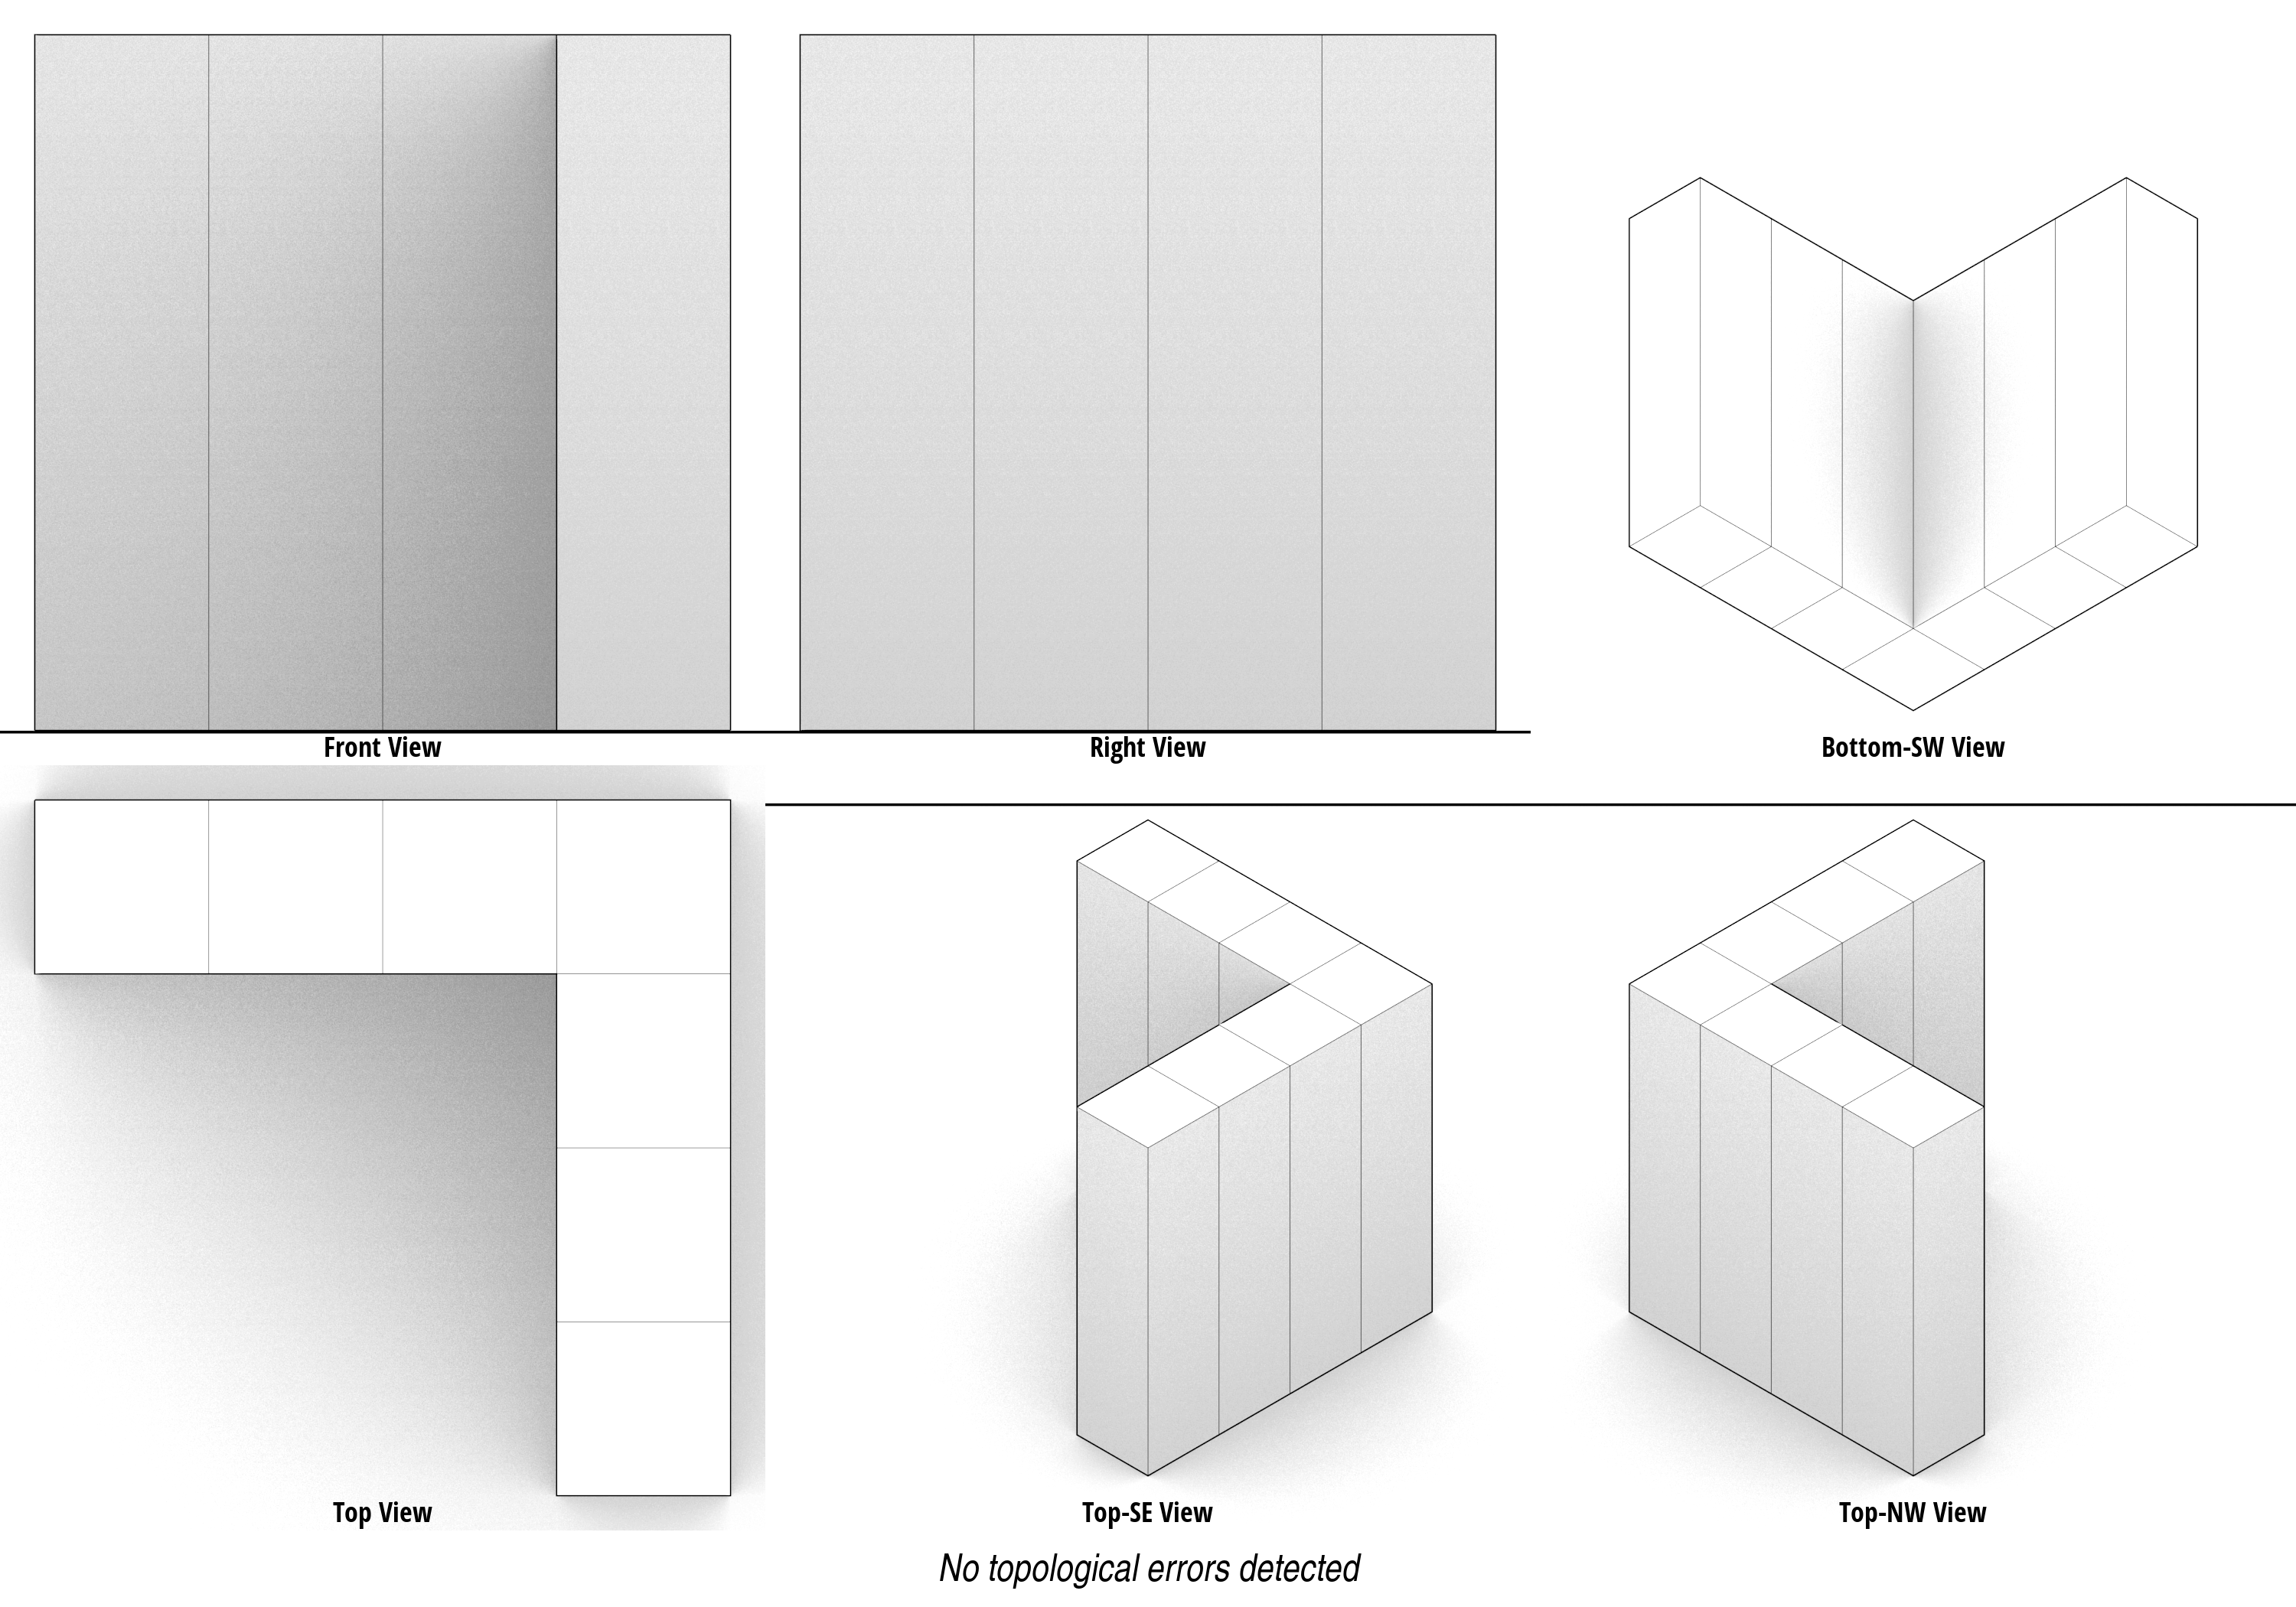 Front View
Right View
Bottom-SW View
Top View
Top-SE View
Top-NW View
No topological errors detected